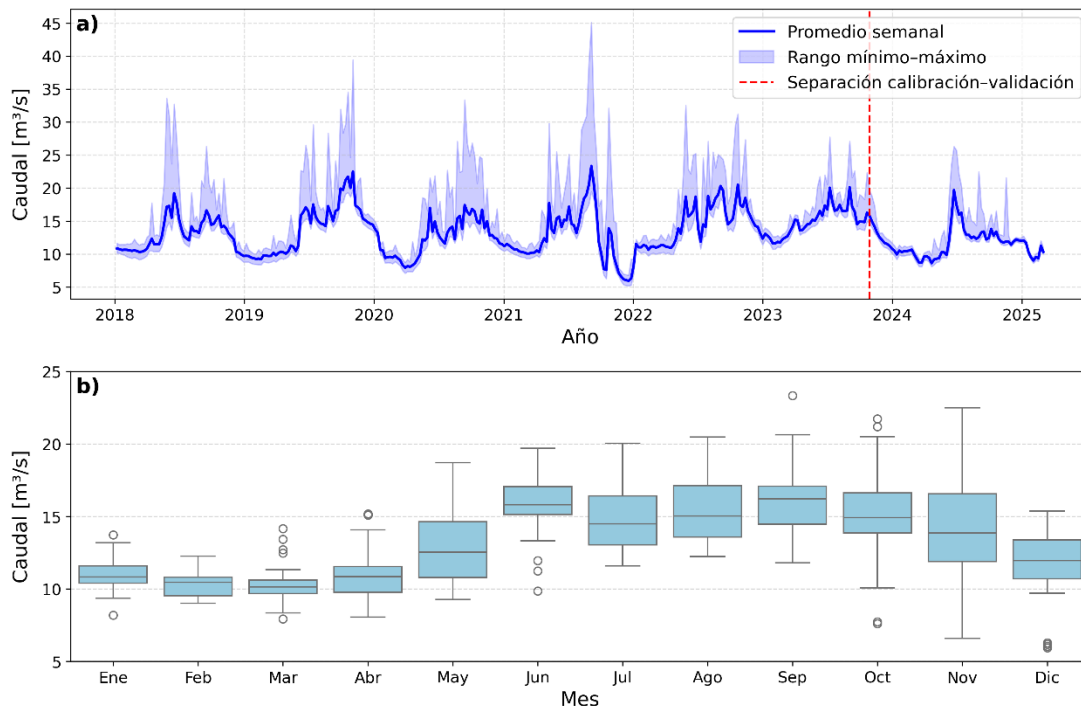 a)
Promedio semanal
Rango mínimo–máximo
Separación calibración–validación
Caudal [m³/s]
45
40
35
30
25
20
15
10
5
2018 2019 2020 2021 2022 2023 2024 2025
Año
b)
Caudal [m³/s]
25
20
15
10
5
Ene Feb Mar Abr May Jun Jul Ago Sep Oct Nov Dic
Mes